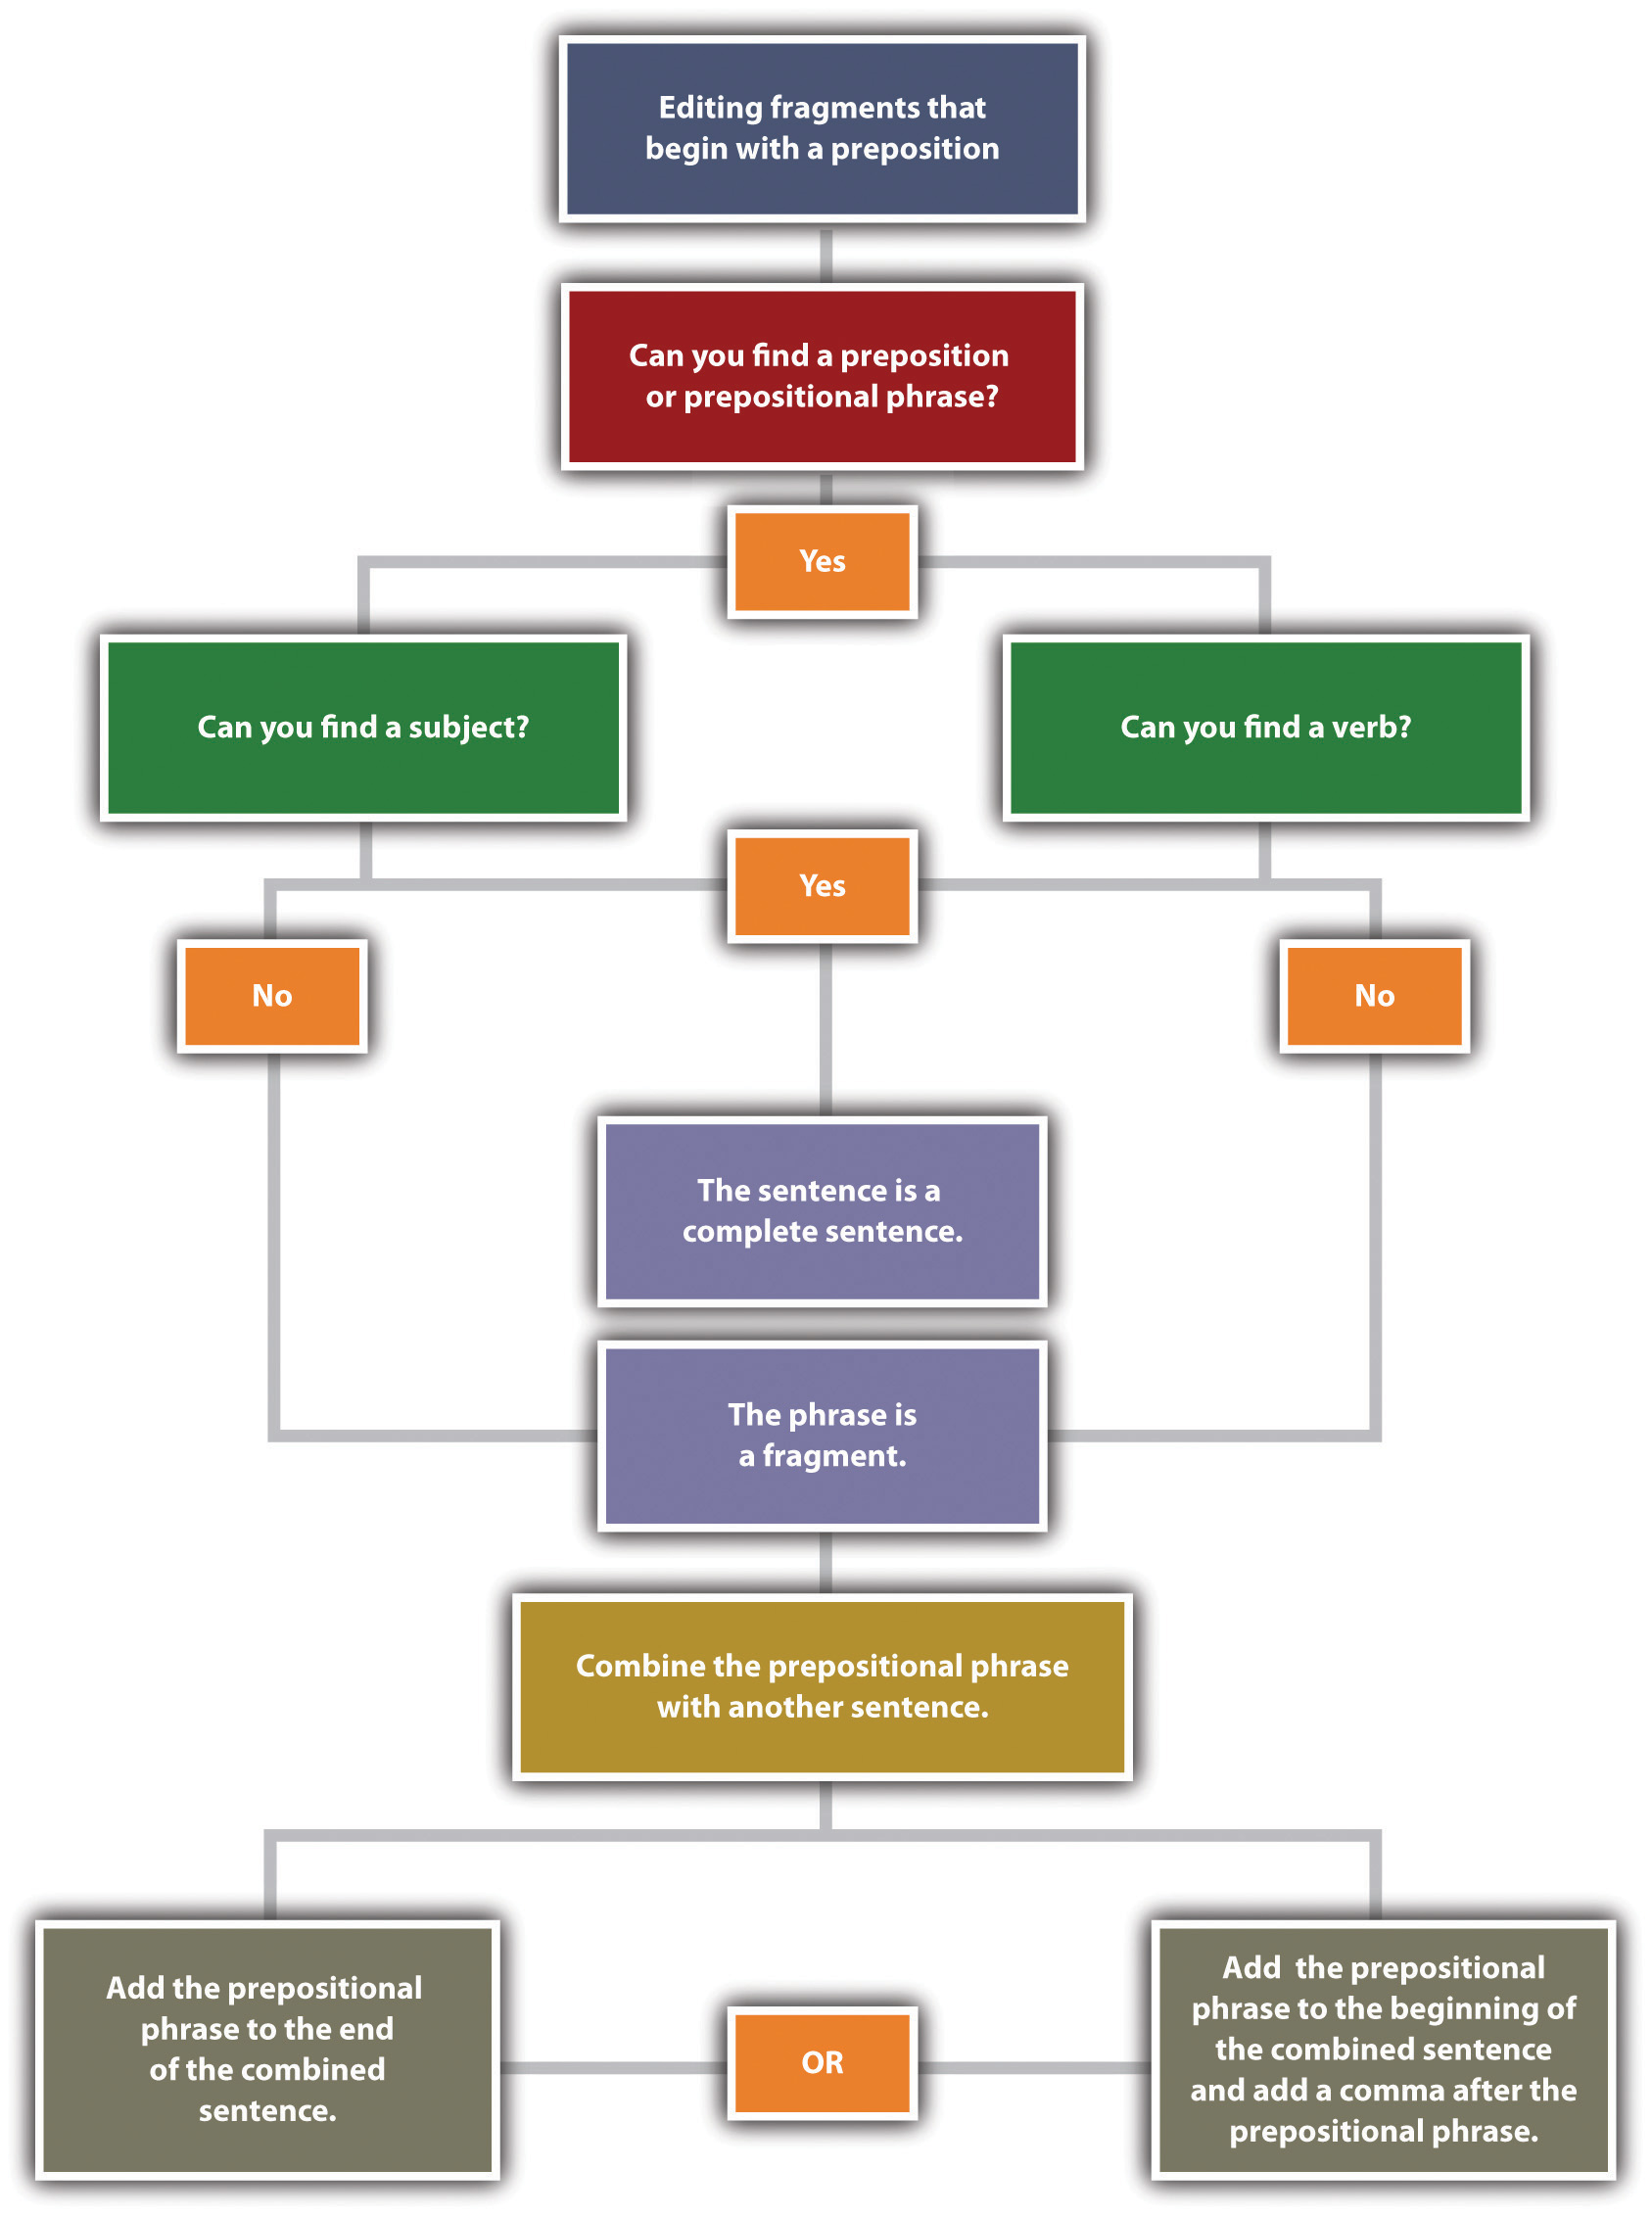 Editing fragments that
begin with a preposition
Can you find a preposition
or prepositional phrase?
Yes
Can you find a subject?
Can you find a verb?
Yes
No
No
The sentence is a
complete sentence.
The phrase is
a fragment.
Combine the prepositional phrase
with another sentence.
Add the prepositional
phrase to the end
of the combined
sentence.
OR
Add the prepositional
phrase to the beginning of
the combined sentence
and add a comma after the
prepositional phrase.